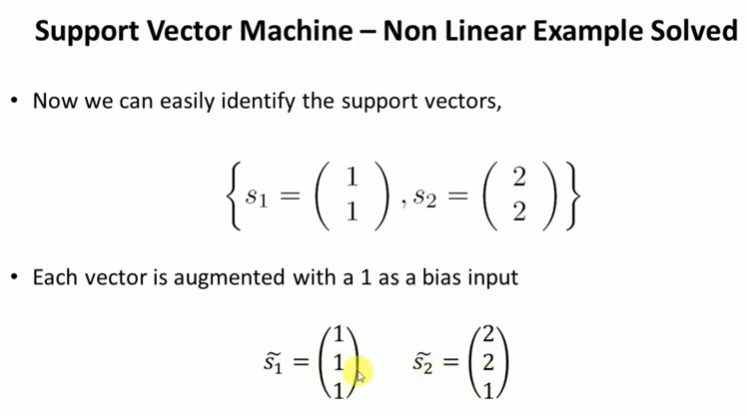 Support Vector Machine – Non Linear Example Solved
• Now we can easily identify the support vectors,
{ s₁ = ( 1 1 ) , s₂ = ( 2 2 ) }
• Each vector is augmented with a 1 as a bias input
s̃₁ = ( 1 1 1 ) s̃₂ = ( 2 2 1 )